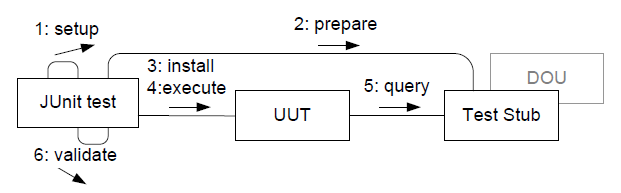 1: setup
2: prepare
3: install
4:execute
5: query
DOU
JUnit test
UUT
Test Stub
6: validate